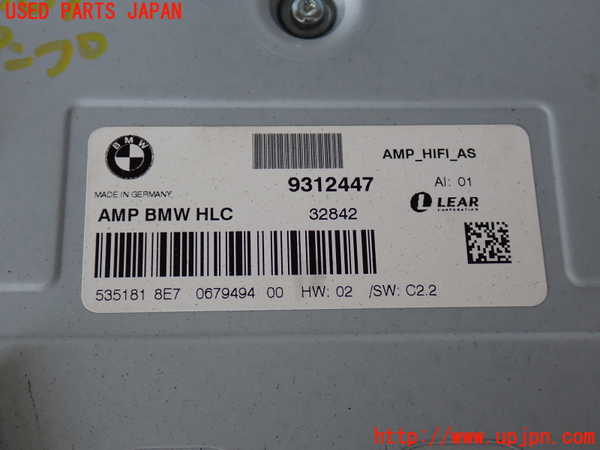 USED PARTS JAPAN
BMW
AMP_HIFI_AS
9312447
AI: 01
MADE IN GERMANY
AMP BMW HLC
32842
LEAR
CORPORATION
535181 8E7 0679494 00 HW: 02 /SW: C2.2
http://www.upjpn.com/